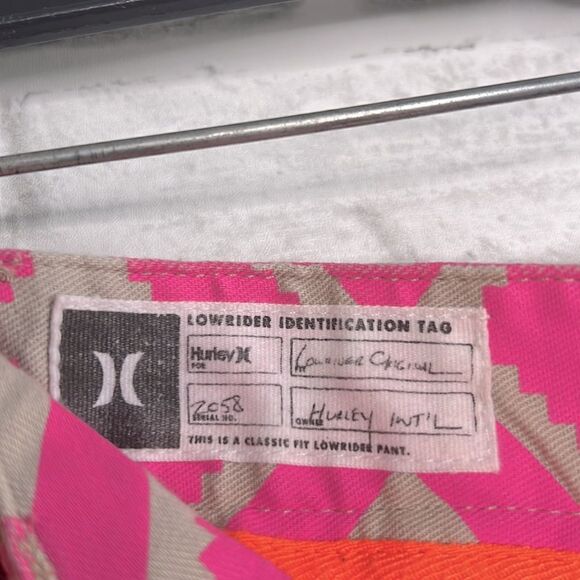 LOWRIDER IDENTIFICATION TAG
Hurley)( LOWRIDER ORIGINAL
FOR FIT
2058 HURLEY INT'L
SERIAL NO. OWNER
THIS IS A CLASSIC FIT LOWRIDER PANT.